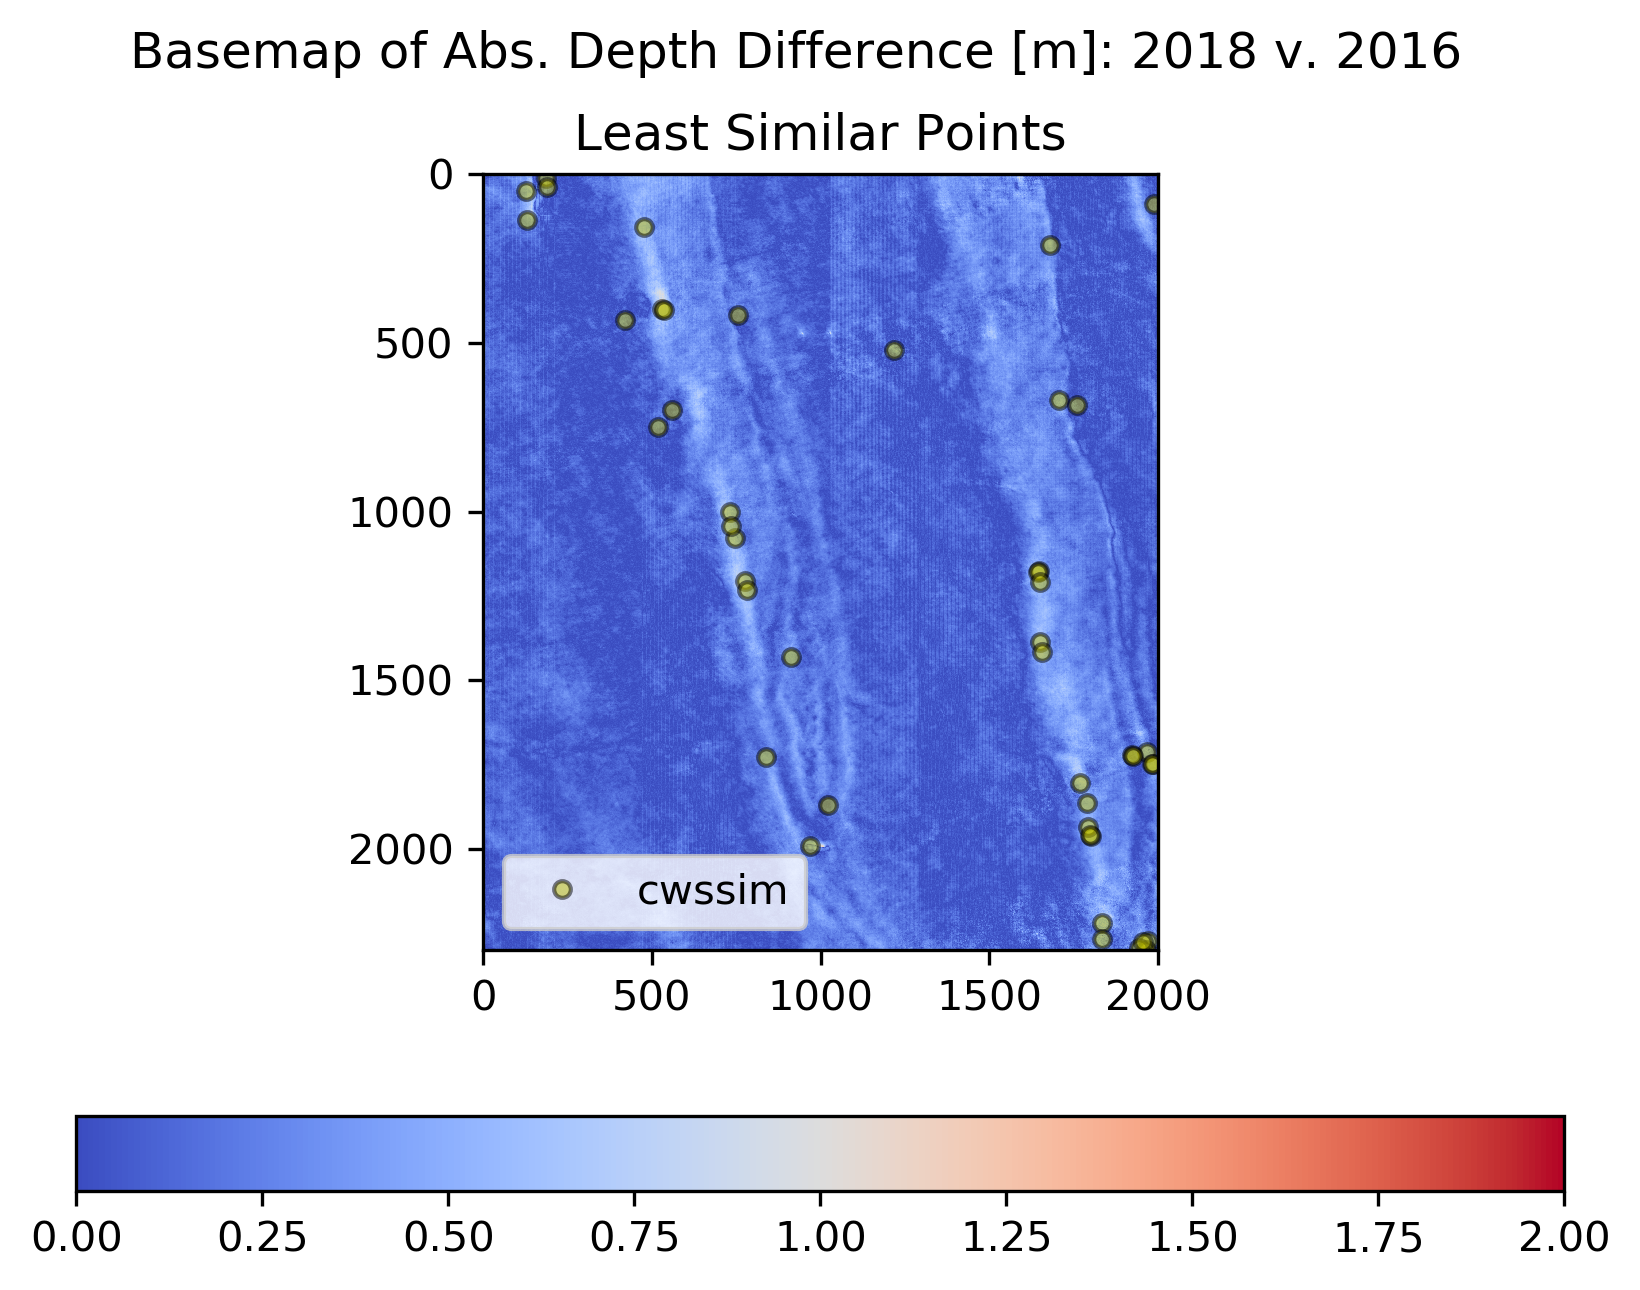 Basemap of Abs. Depth Difference [m]: 2018 v. 2016
Least Similar Points
0
500
1000
1500
2000
cwssim
0 500 1000 1500 2000
0.00 0.25 0.50 0.75 1.00 1.25 1.50 1.75 2.00